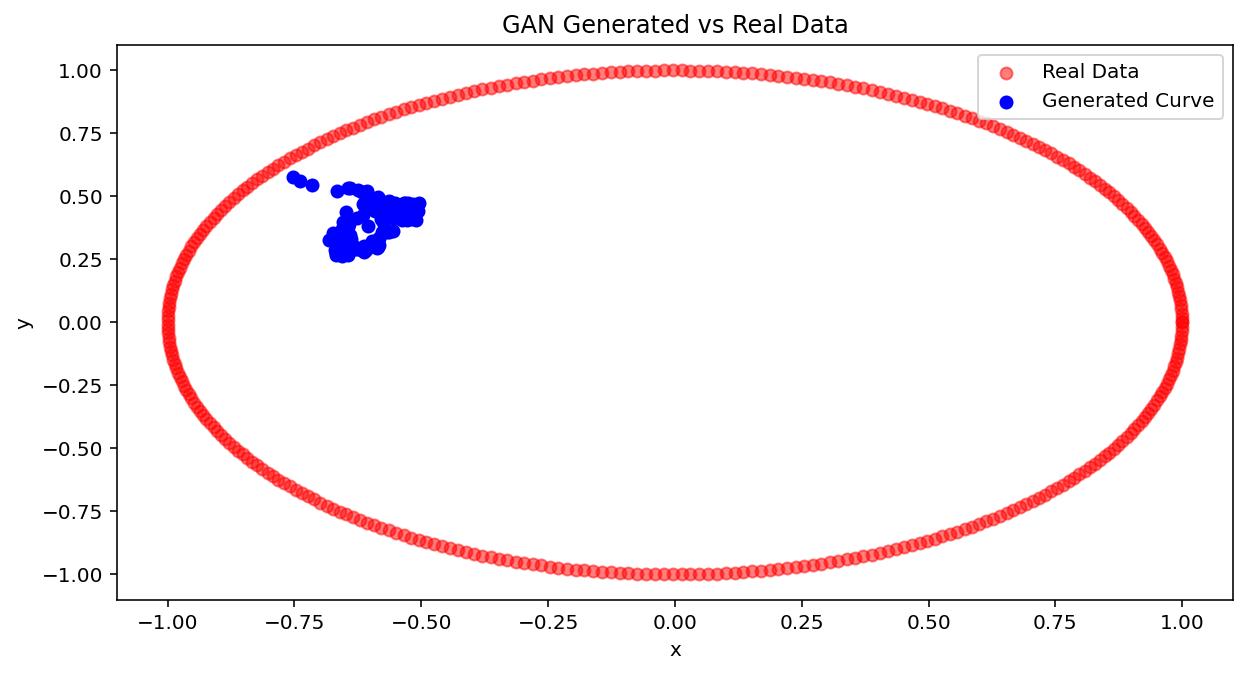 GAN Generated vs Real Data
Real Data
Generated Curve
1.00
0.75
0.50
0.25
0.00
−0.25
−0.50
−0.75
−1.00
y
−1.00 −0.75 −0.50 −0.25 0.00 0.25 0.50 0.75 1.00
x